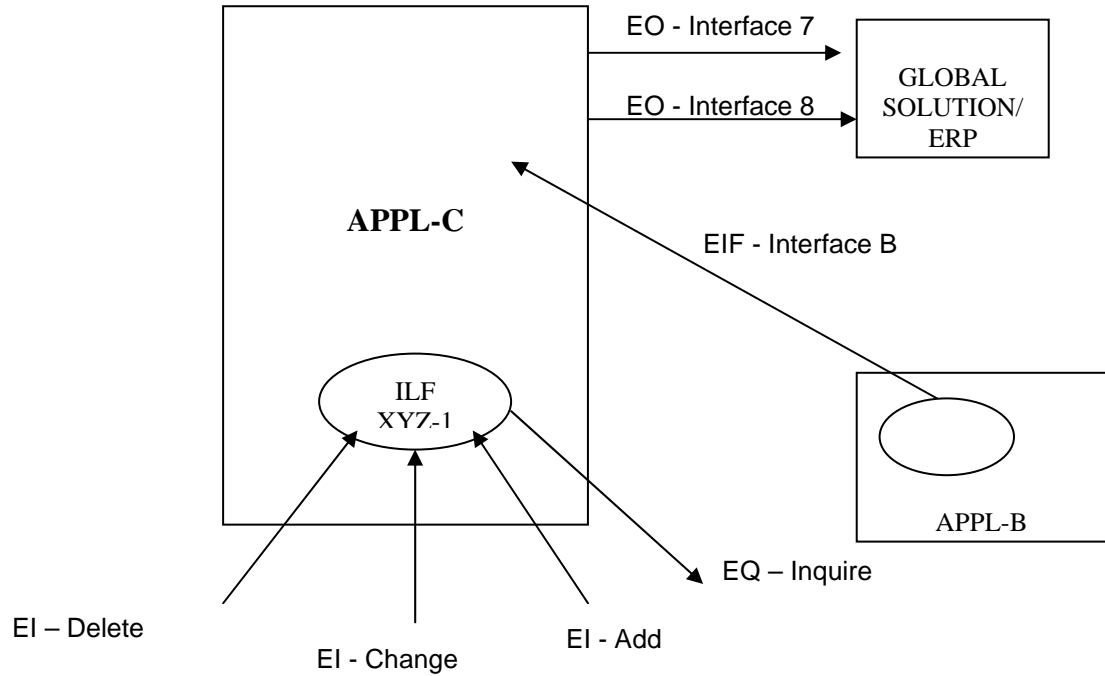 EO - Interface 7
GLOBAL
SOLUTION/
ERP
EO - Interface 8
APPL-C
EIF - Interface B
ILF
XYZ-1
APPL-B
EQ – Inquire
EI – Delete
EI - Change
EI - Add